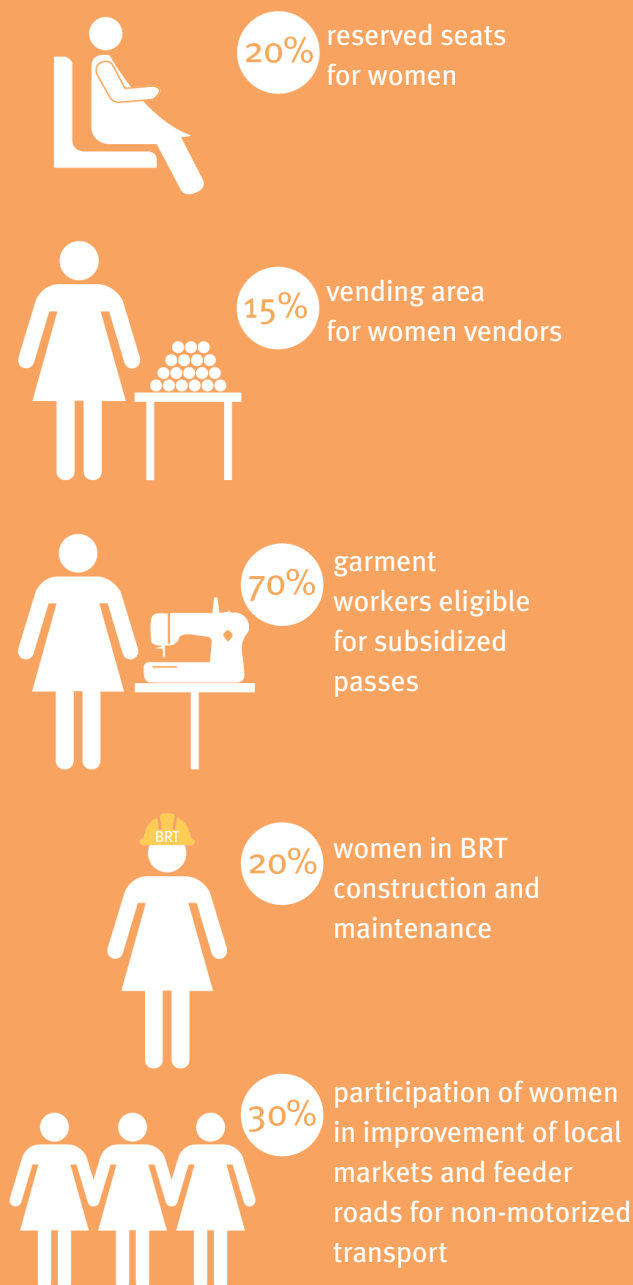 20%
reserved seats
for women
15%
vending area
for women vendors
70%
garment
workers eligible
for subsidized
passes
BRT
20%
women in BRT
construction and
maintenance
30%
participation of women
in improvement of local
markets and feeder
roads for non-motorized
transport